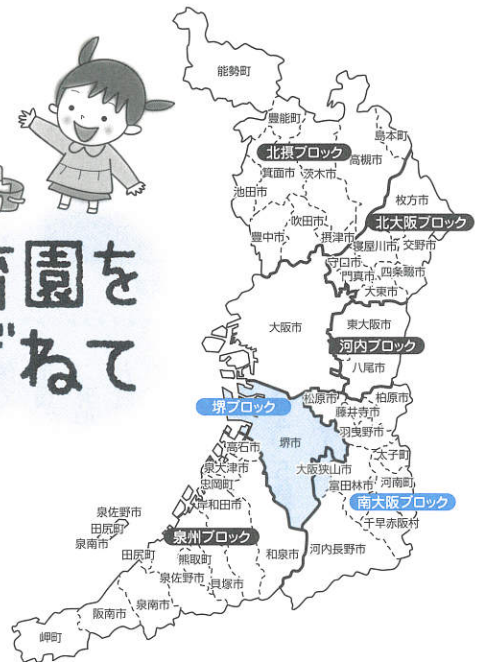 育園を
ねて
能勢町
豊能町
島本町
北摂ブロック
高槻市
箕面市
茨木市
池田市
枚方市
吹田市
北大阪ブロック
豊中市
摂津市
寝屋川市
交野市
守口市
門真市
四条畷市
大東市
大阪市
東大阪市
河内ブロック
八尾市
堺ブロック
松原市
柏原市
藤井寺市
羽曳野市
堺市
高石市
太子町
泉大津市
大阪狭山市
忠岡町
富田林市
河南町
岸和田市
南大阪ブロック
泉佐野市
田尻町
泉南市
千早赤阪村
泉州ブロック
田尻町
熊取町
和泉市
河内長野市
泉佐野市
貝塚市
泉南市
阪南市
岬町